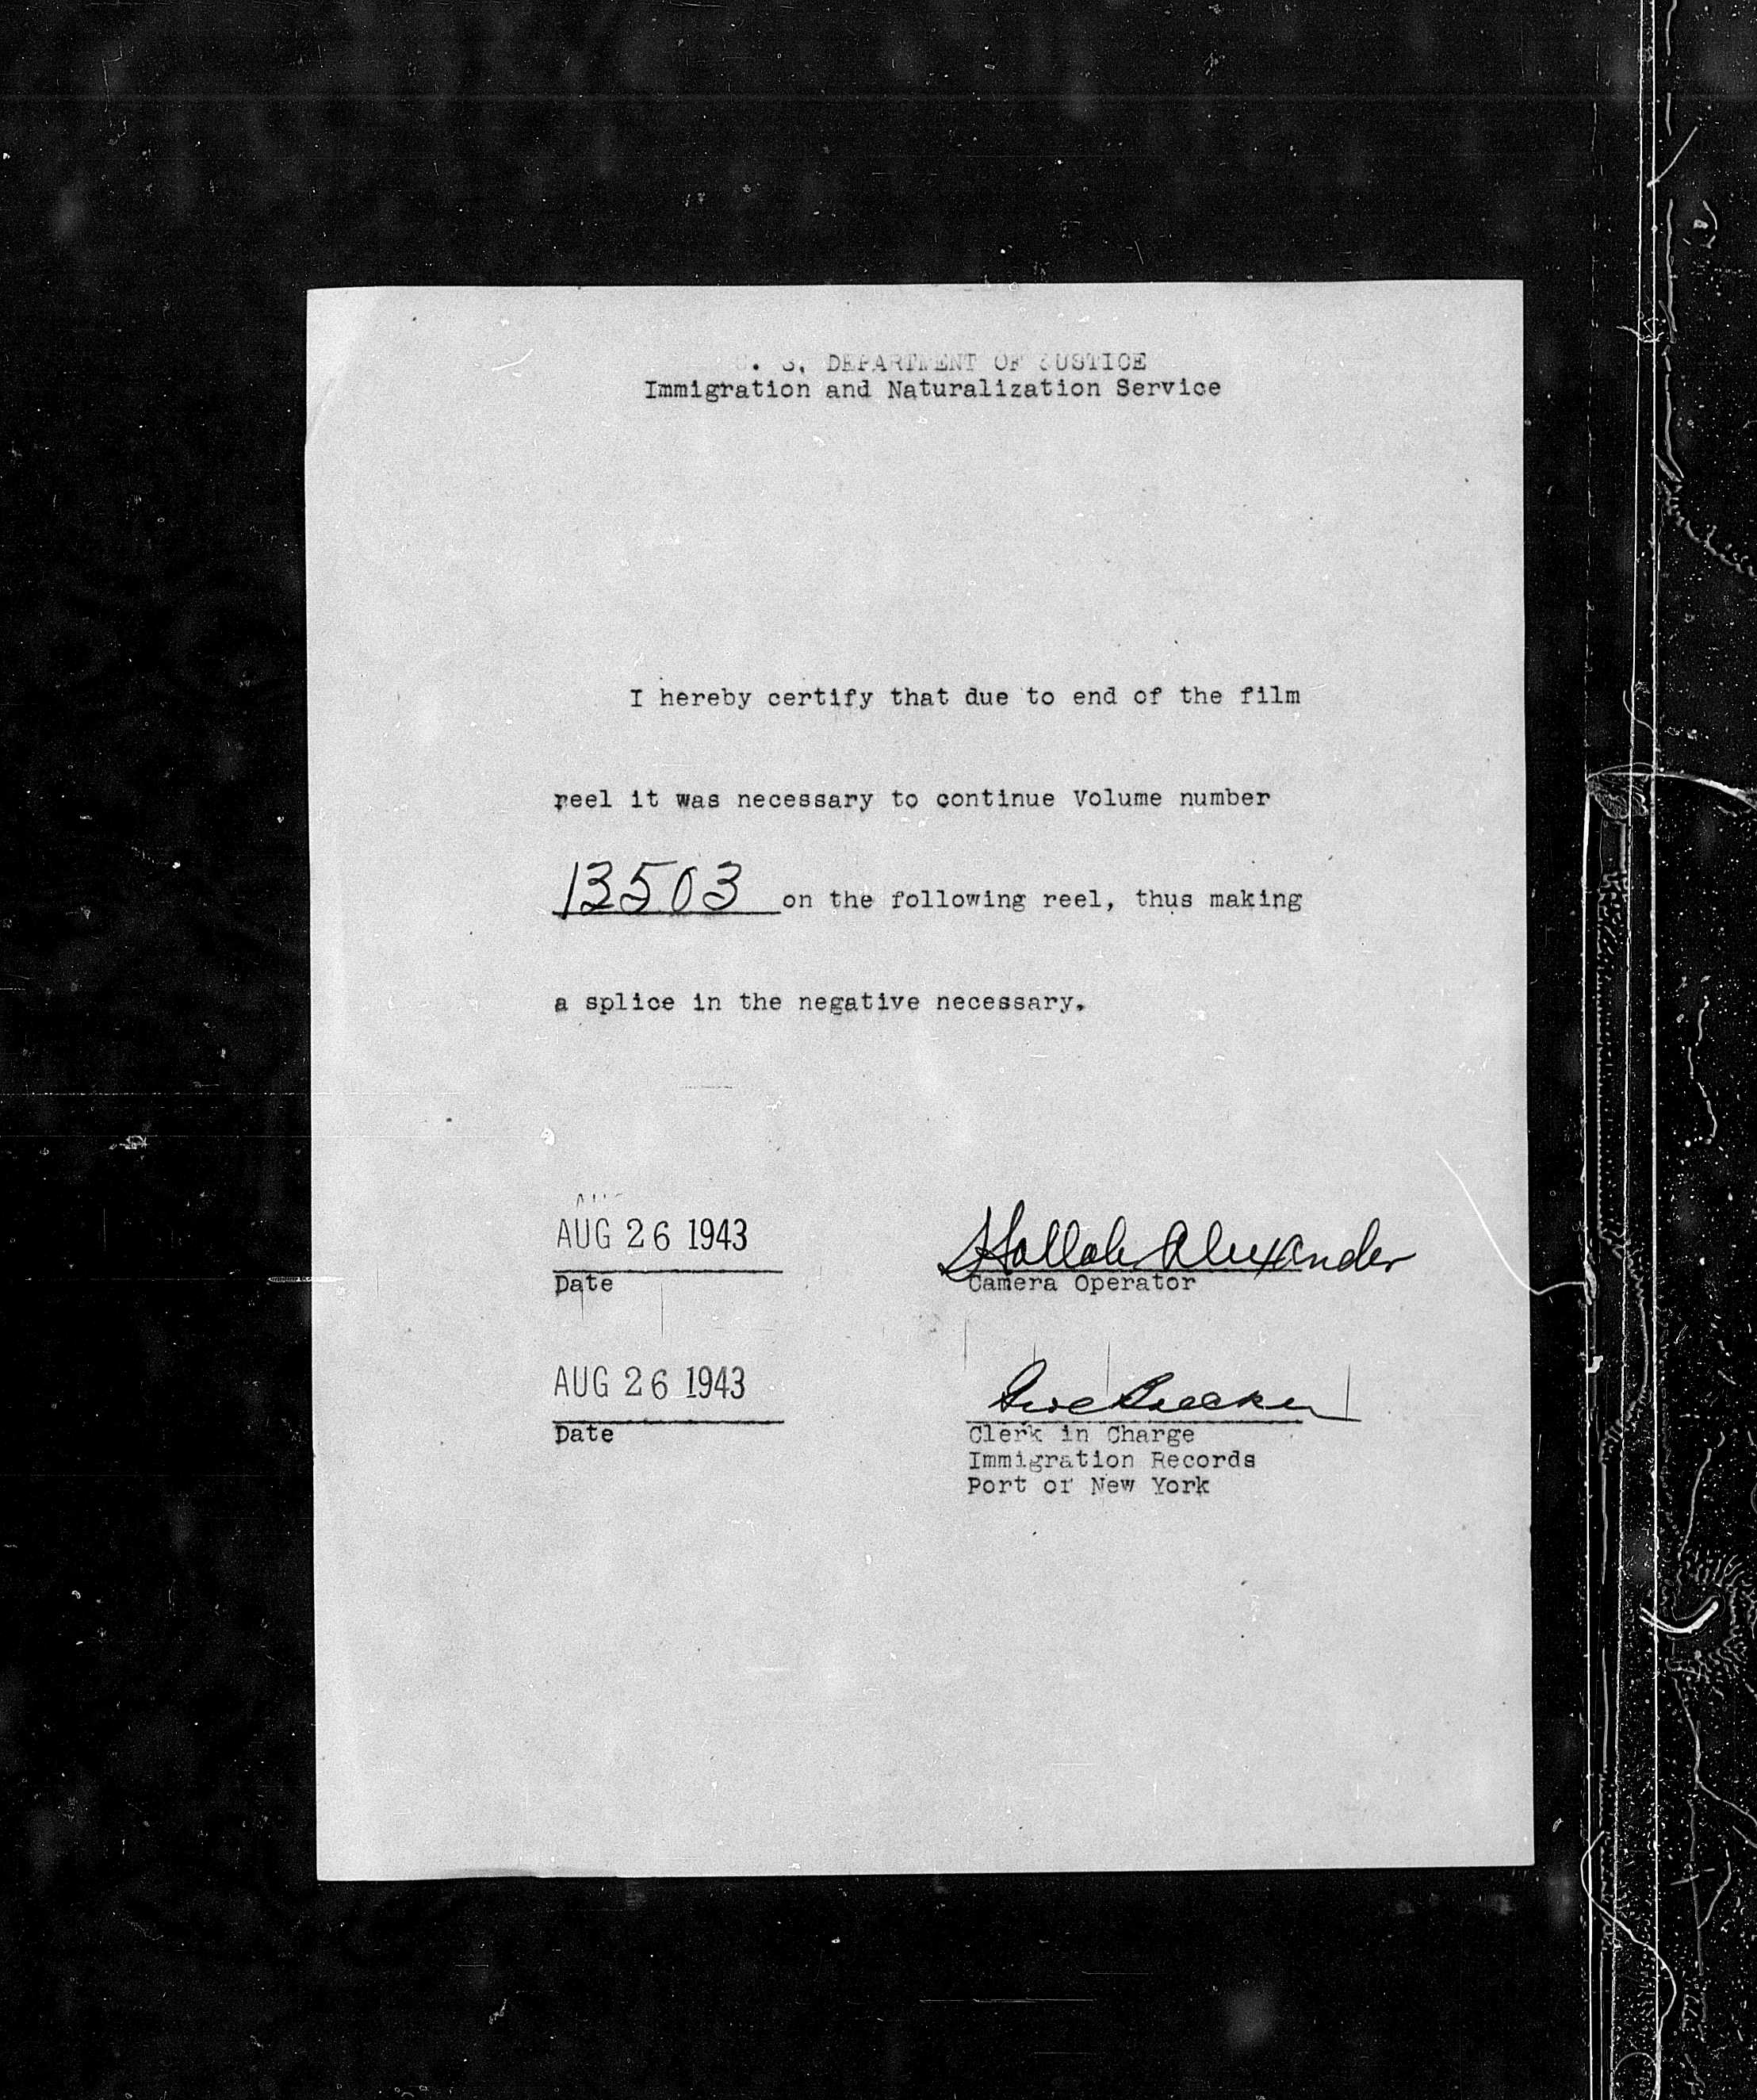 . S. DEPARTMENT OF JUSTICE
Immigration and Naturalization Service
I hereby certify that due to end of the film
reel it was necessary to continue Volume number
13503 on the following reel, thus making
a splice in the negative necessary.
AUG 26 1943
Alexander
Date
Camera Operator
AUG 26 1943
Date
Clerk in Charge
Immigration Records
Port of New York